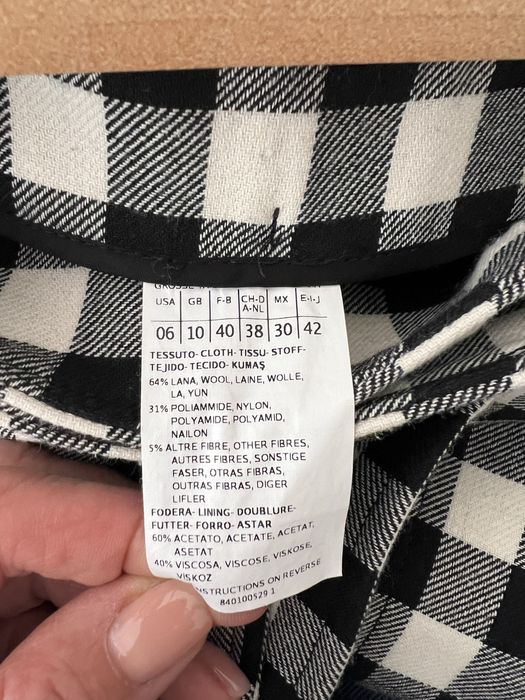 USA GB F-B CH-D A-NL MX E-I-J
06 10 40 38 30 42
TESSUTO- CLOTH- TISSU- STOFF-
TEJIDO- TECIDO- KUMAŞ
64% LANA, WOOL, LAINE, WOLLE,
LA, YUN
31% POLIAMMIDE, NYLON,
POLYAMIDE, POLYAMID,
NAILON
5% ALTRE FIBRE, OTHER FIBRES,
AUTRES FIBRES, SONSTIGE
FASER, OTRAS FIBRAS,
OUTRAS FIBRAS, DIGER
LIFLER
FODERA- LINING- DOUBLURE-
FUTTER- FORRO- ASTAR
60% ACETATO, ACETATE, ACETAT,
ASETAT
40% VISCOSA, VISCOSE, VISKOSE,
VISKOZ
INSTRUCTIONS ON REVERSE
840100529 1